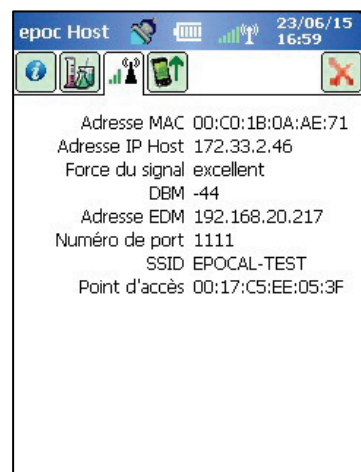 epoc Host 23/06/15
16:59
Adresse MAC 00:C0:1B:0A:AE:71
Adresse IP Host 172.33.2.46
Force du signal excellent
DBM -44
Adresse EDM 192.168.20.217
Numéro de port 1111
SSID EPOCAL-TEST
Point d'accès 00:17:C5:EE:05:3F